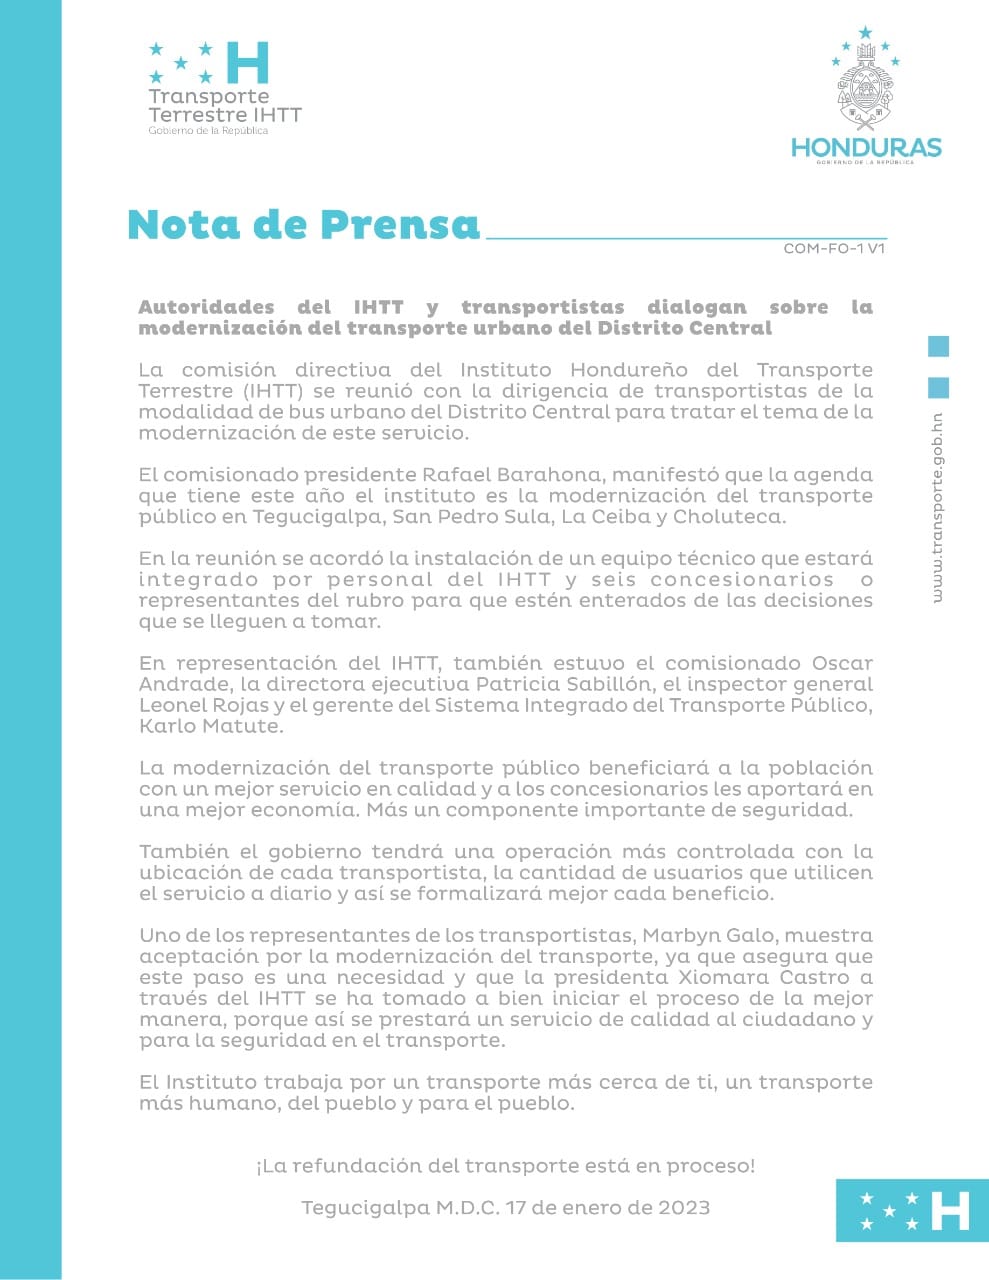 H
Transporte
Terrestre IHTT
Gobierno de la República
HONDURAS
GOBIERNO DE LA REPÚBLICA
Nota de Prensa
COM-FO-1 V1
Autoridades del IHTT y transportistas dialogan sobre la
modernización del transporte urbano del Distrito Central
La comisión directiva del Instituto Hondureño del Transporte
Terrestre (IHTT) se reunió con la dirigencia de transportistas de la
modalidad de bus urbano del Distrito Central para tratar el tema de la
modernización de este servicio.
El comisionado presidente Rafael Barahona, manifestó que la agenda
que tiene este año el instituto es la modernización del transporte
público en Tegucigalpa, San Pedro Sula, La Ceiba y Choluteca.
En la reunión se acordó la instalación de un equipo técnico que estará
integrado por personal del IHTT y seis concesionarios o
representantes del rubro para que estén enterados de las decisiones
que se lleguen a tomar.
En representación del IHTT, también estuvo el comisionado Oscar
Andrade, la directora ejecutiva Patricia Sabillón, el inspector general
Leonel Rojas y el gerente del Sistema Integrado del Transporte Público,
Karlo Matute.
La modernización del transporte público beneficiará a la población
con un mejor servicio en calidad y a los concesionarios les aportará en
una mejor economía. Más un componente importante de seguridad.
También el gobierno tendrá una operación más controlada con la
ubicación de cada transportista, la cantidad de usuarios que utilicen
el servicio a diario y así se formalizará mejor cada beneficio.
Uno de los representantes de los transportistas, Marbyn Galo, muestra
aceptación por la modernización del transporte, ya que asegura que
este paso es una necesidad y que la presidenta Xiomara Castro a
través del IHTT se ha tomado a bien iniciar el proceso de la mejor
manera, porque así se prestará un servicio de calidad al ciudadano y
para la seguridad en el transporte.
El Instituto trabaja por un transporte más cerca de ti, un transporte
más humano, del pueblo y para el pueblo.
¡La refundación del transporte está en proceso!
Tegucigalpa M.D.C. 17 de enero de 2023
www.transporte.gob.hn
H